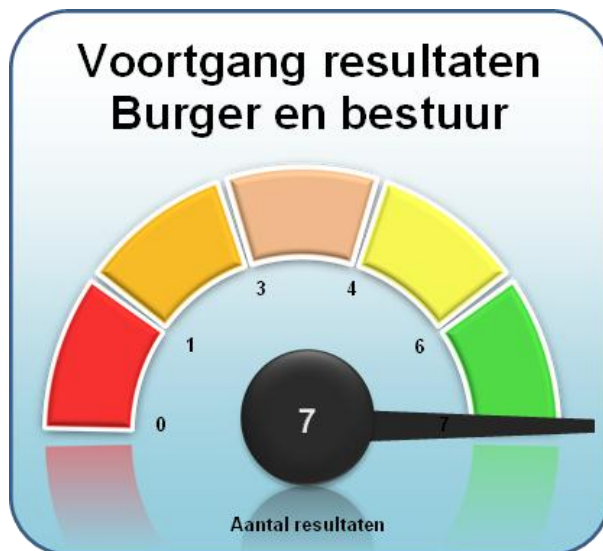 Voortgang resultaten
Burger en bestuur
3
4
1
6
0
7
7
Aantal resultaten